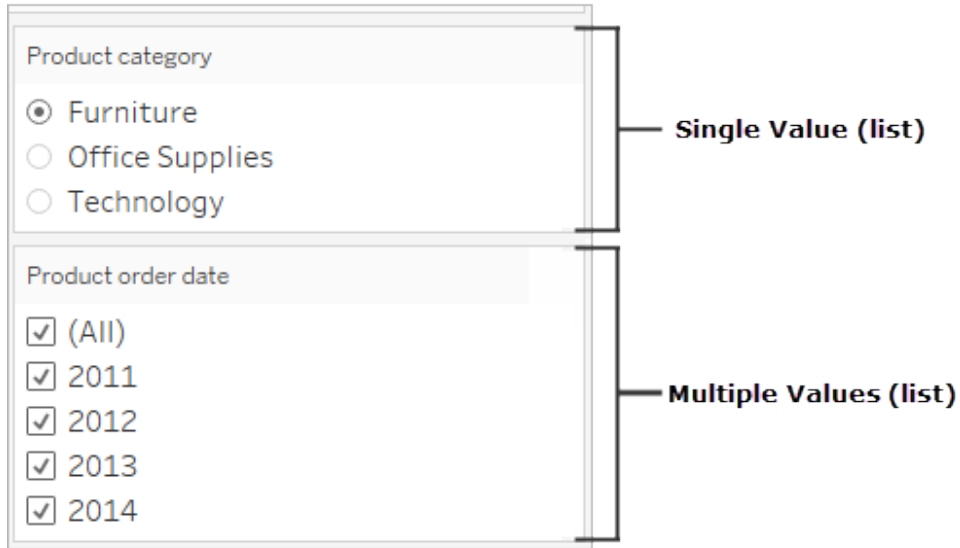 Product category
Furniture
Office Supplies
Technology
Single Value (list)
Product order date
(All)
2011
2012
2013
2014
Multiple Values (list)